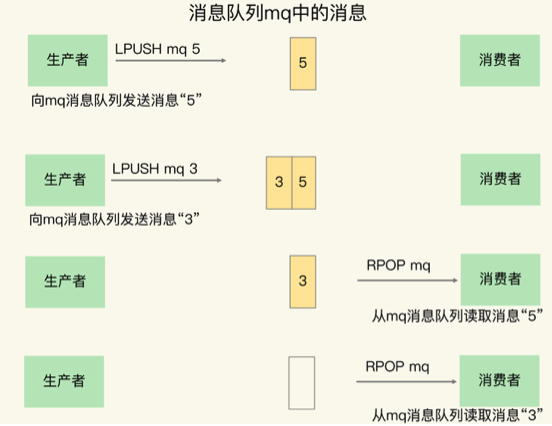 消息队列mq中的消息
生产者
LPUSH mq 5
5
消费者
向mq消息队列发送消息“5”
生产者
LPUSH mq 3
3 5
消费者
向mq消息队列发送消息“3”
生产者
3
RPOP mq
消费者
从mq消息队列读取消息“5”
生产者
RPOP mq
消费者
从mq消息队列读取消息“3”